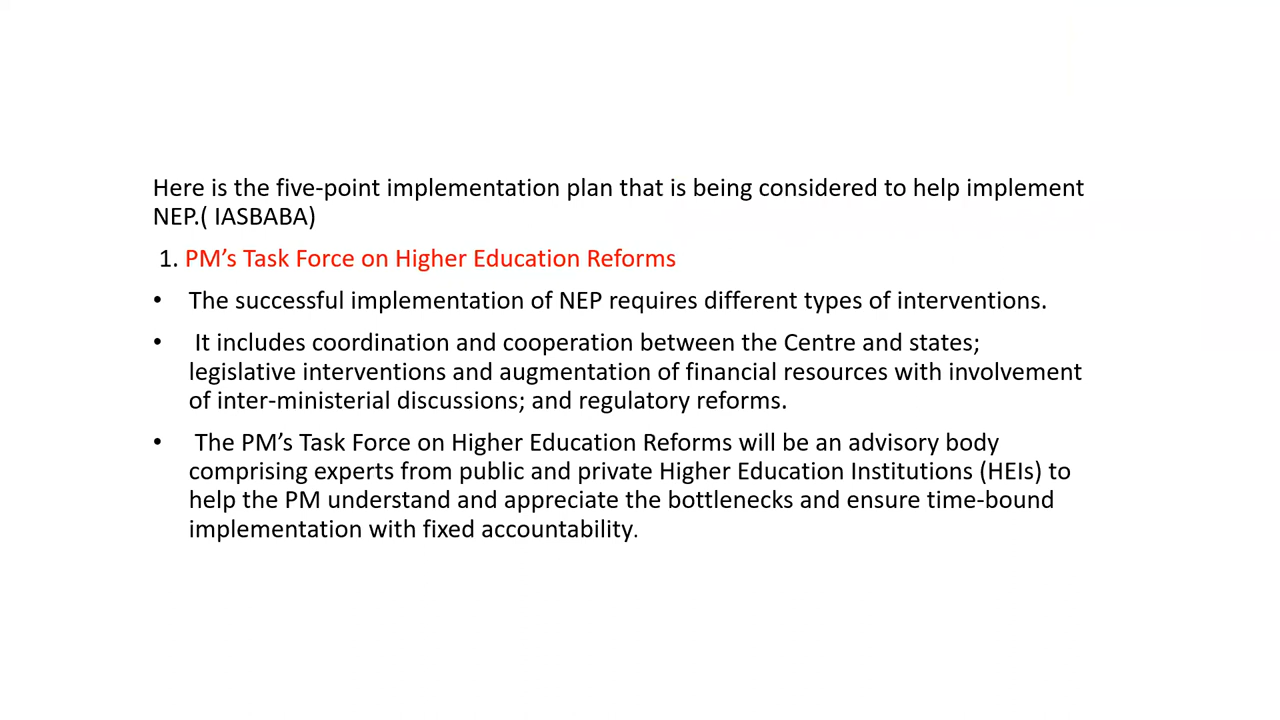 Here is the five-point implementation plan that is being considered to help implement
NEP.( IASBABA)
1. PM’s Task Force on Higher Education Reforms
• The successful implementation of NEP requires different types of interventions.
• It includes coordination and cooperation between the Centre and states;
legislative interventions and augmentation of financial resources with involvement
of inter-ministerial discussions; and regulatory reforms.
• The PM’s Task Force on Higher Education Reforms will be an advisory body
comprising experts from public and private Higher Education Institutions (HEIs) to
help the PM understand and appreciate the bottlenecks and ensure time-bound
implementation with fixed accountability.